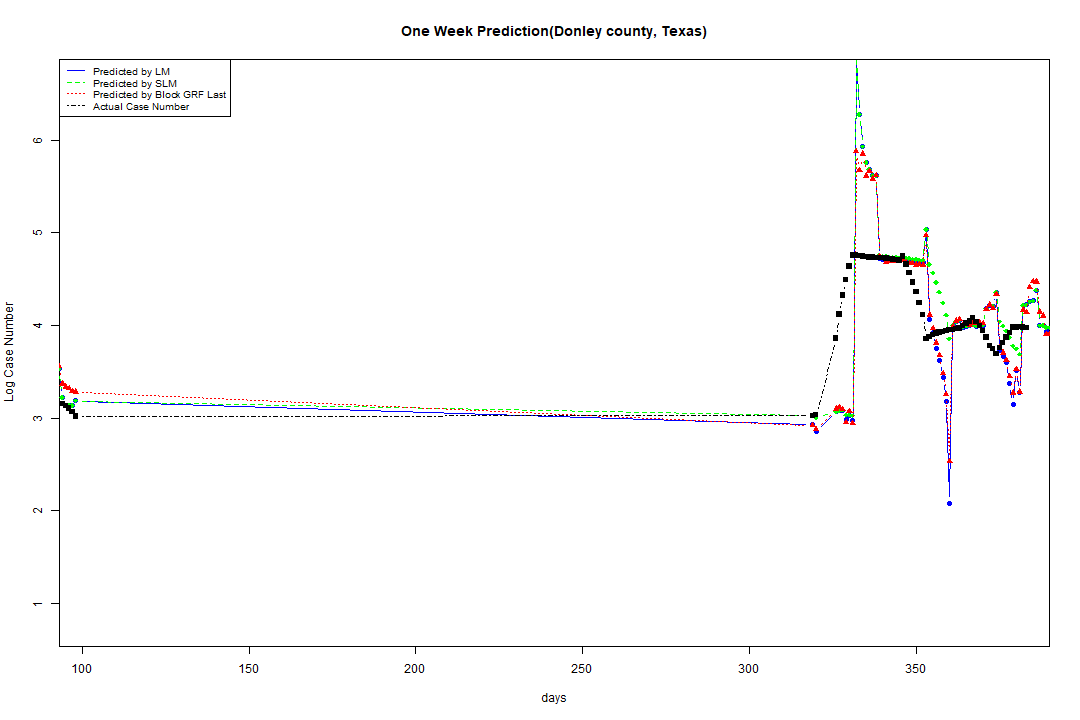 One Week Prediction(Donley county, Texas)
Predicted by LM
Predicted by SLM
Predicted by Block GRF Last
Actual Case Number
6
5
4
3
2
1
Log Case Number
100 150 200 250 300 350
days